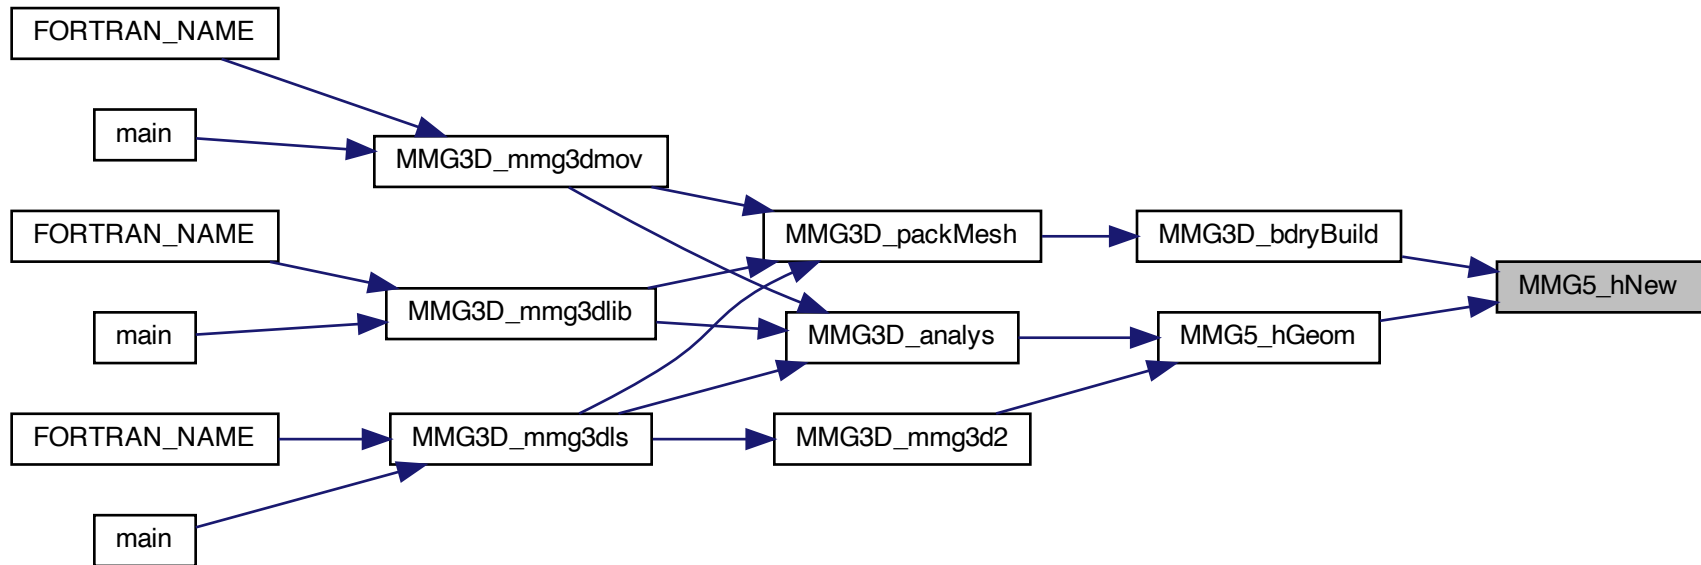 FORTRAN_NAME
main
MMG3D_mmg3dmov
FORTRAN_NAME
MMG3D_packMesh
MMG3D_bdryBuild
MMG5_hNew
MMG3D_mmg3dlib
main
MMG3D_analys
MMG5_hGeom
FORTRAN_NAME
MMG3D_mmg3dls
MMG3D_mmg3d2
main